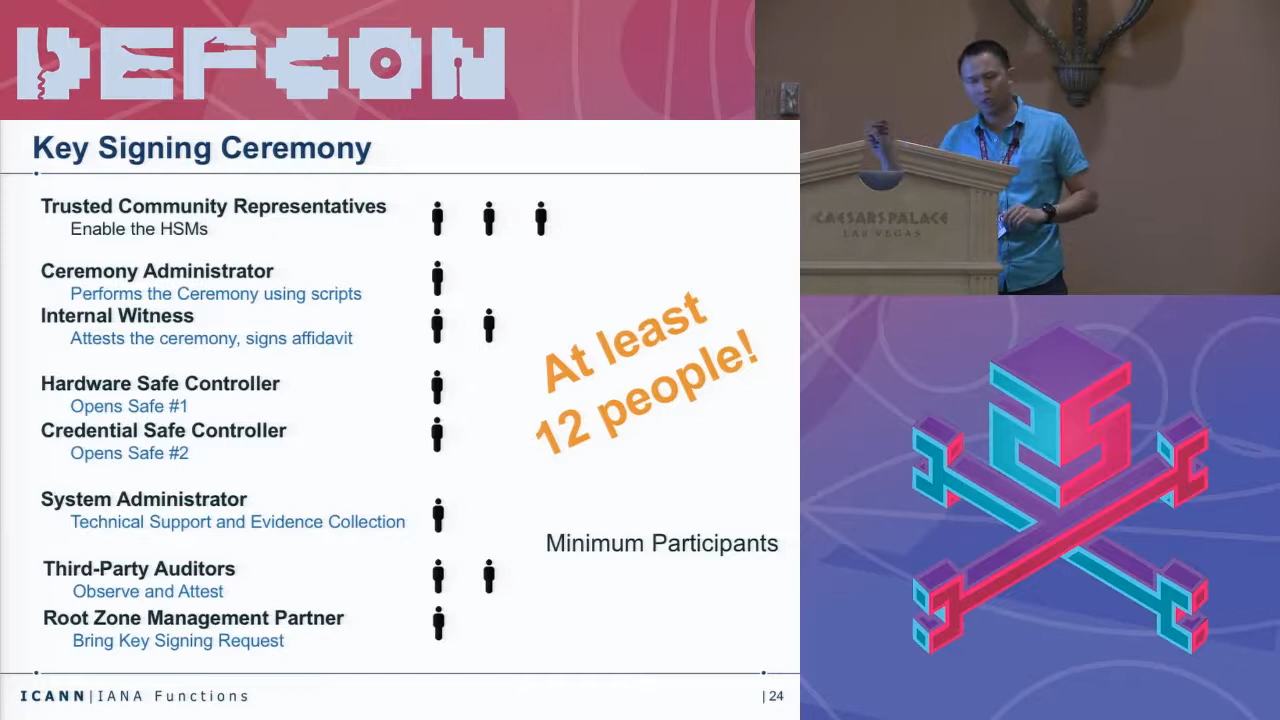 DEFCON
Key Signing Ceremony
Trusted Community Representatives
Enable the HSMs
Ceremony Administrator
Performs the Ceremony using scripts
Internal Witness
Attests the ceremony, signs affidavit
Hardware Safe Controller
Opens Safe #1
Credential Safe Controller
Opens Safe #2
System Administrator
Technical Support and Evidence Collection
Third-Party Auditors
Observe and Attest
Root Zone Management Partner
Bring Key Signing Request
At least
12 people!
Minimum Participants
ICANN|IANA Functions
| 24
CAESARS PALACE
LAS VEGAS
25